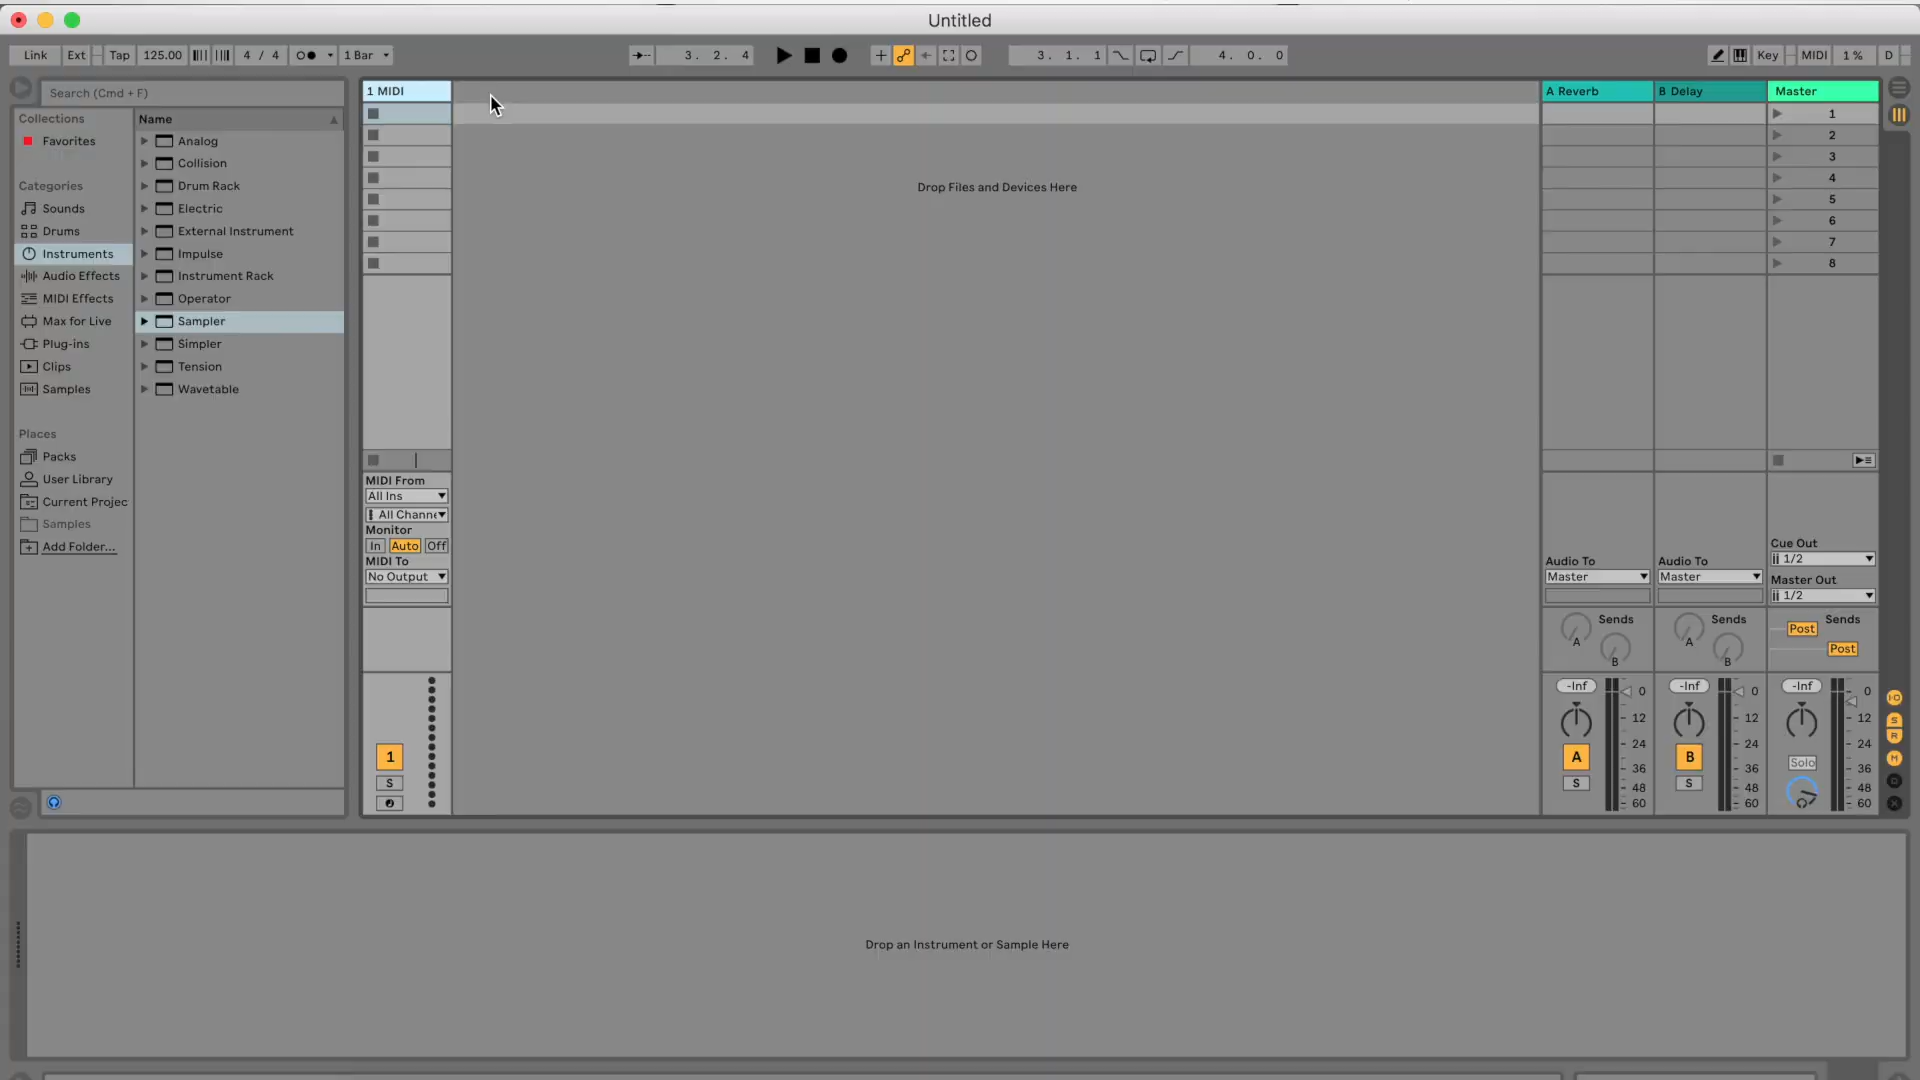 Untitled
Link Ext Tap 125.00 4 / 4 1 Bar 3. 2. 4 3. 1. 1 4. 0. 0 Key MIDI 1 % D
Search (Cmd + F)
Collections
Favorites
Categories
Sounds
Drums
Instruments
Audio Effects
MIDI Effects
Max for Live
Plug-ins
Clips
Samples
Places
Packs
User Library
Current Projec
Samples
Add Folder...
Name
Analog
Collision
Drum Rack
Electric
External Instrument
Impulse
Instrument Rack
Operator
Sampler
Simpler
Tension
Wavetable
1 MIDI
MIDI From
All Ins
All Channe
Monitor
In Auto Off
MIDI To
No Output
1
S
Drop Files and Devices Here
A Reverb
Audio To
Master
Sends
A
B
-Inf
0
12
24
36
48
60
A
S
B Delay
Audio To
Master
Sends
A
B
-Inf
0
12
24
36
48
60
B
S
Master
1
2
3
4
5
6
7
8
Cue Out
1/2
Master Out
1/2
Sends
Post
Post
-Inf
0
12
24
36
48
60
Solo
I·O
S
R
M
D
X
Drop an Instrument or Sample Here